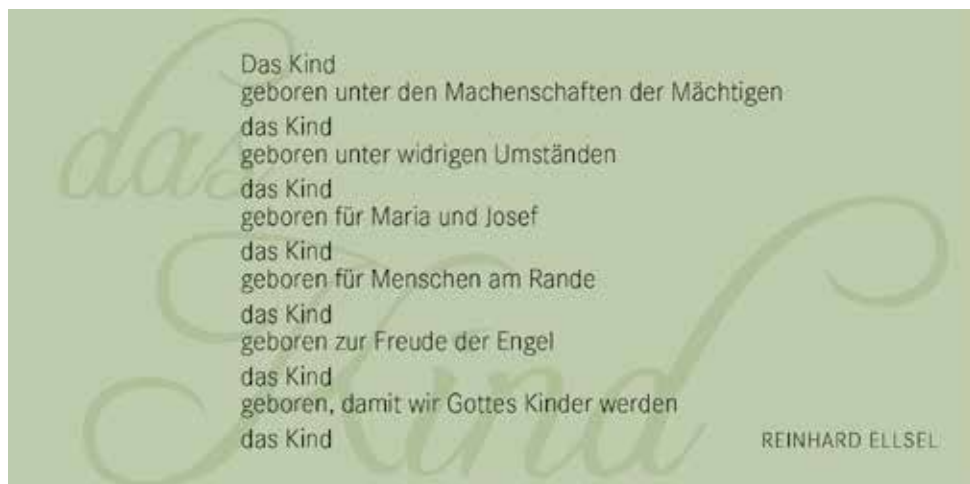 das
Kind
Das Kind
geboren unter den Machenschaften der Mächtigen
das Kind
geboren unter widrigen Umständen
das Kind
geboren für Maria und Josef
das Kind
geboren für Menschen am Rande
das Kind
geboren zur Freude der Engel
das Kind
geboren, damit wir Gottes Kinder werden
das Kind
REINHARD ELLSEL